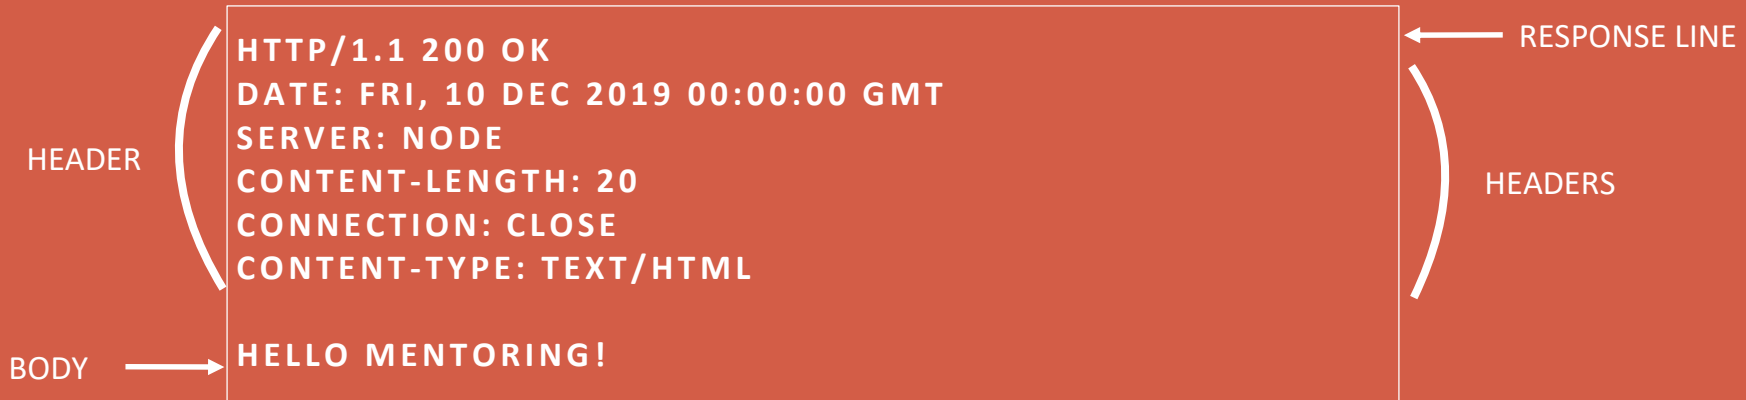 HTTP/1.1 200 OK
RESPONSE LINE
DATE: FRI, 10 DEC 2019 00:00:00 GMT
SERVER: NODE
HEADER
CONTENT-LENGTH: 20
HEADERS
CONNECTION: CLOSE
CONTENT-TYPE: TEXT/HTML
BODY
HELLO MENTORING!